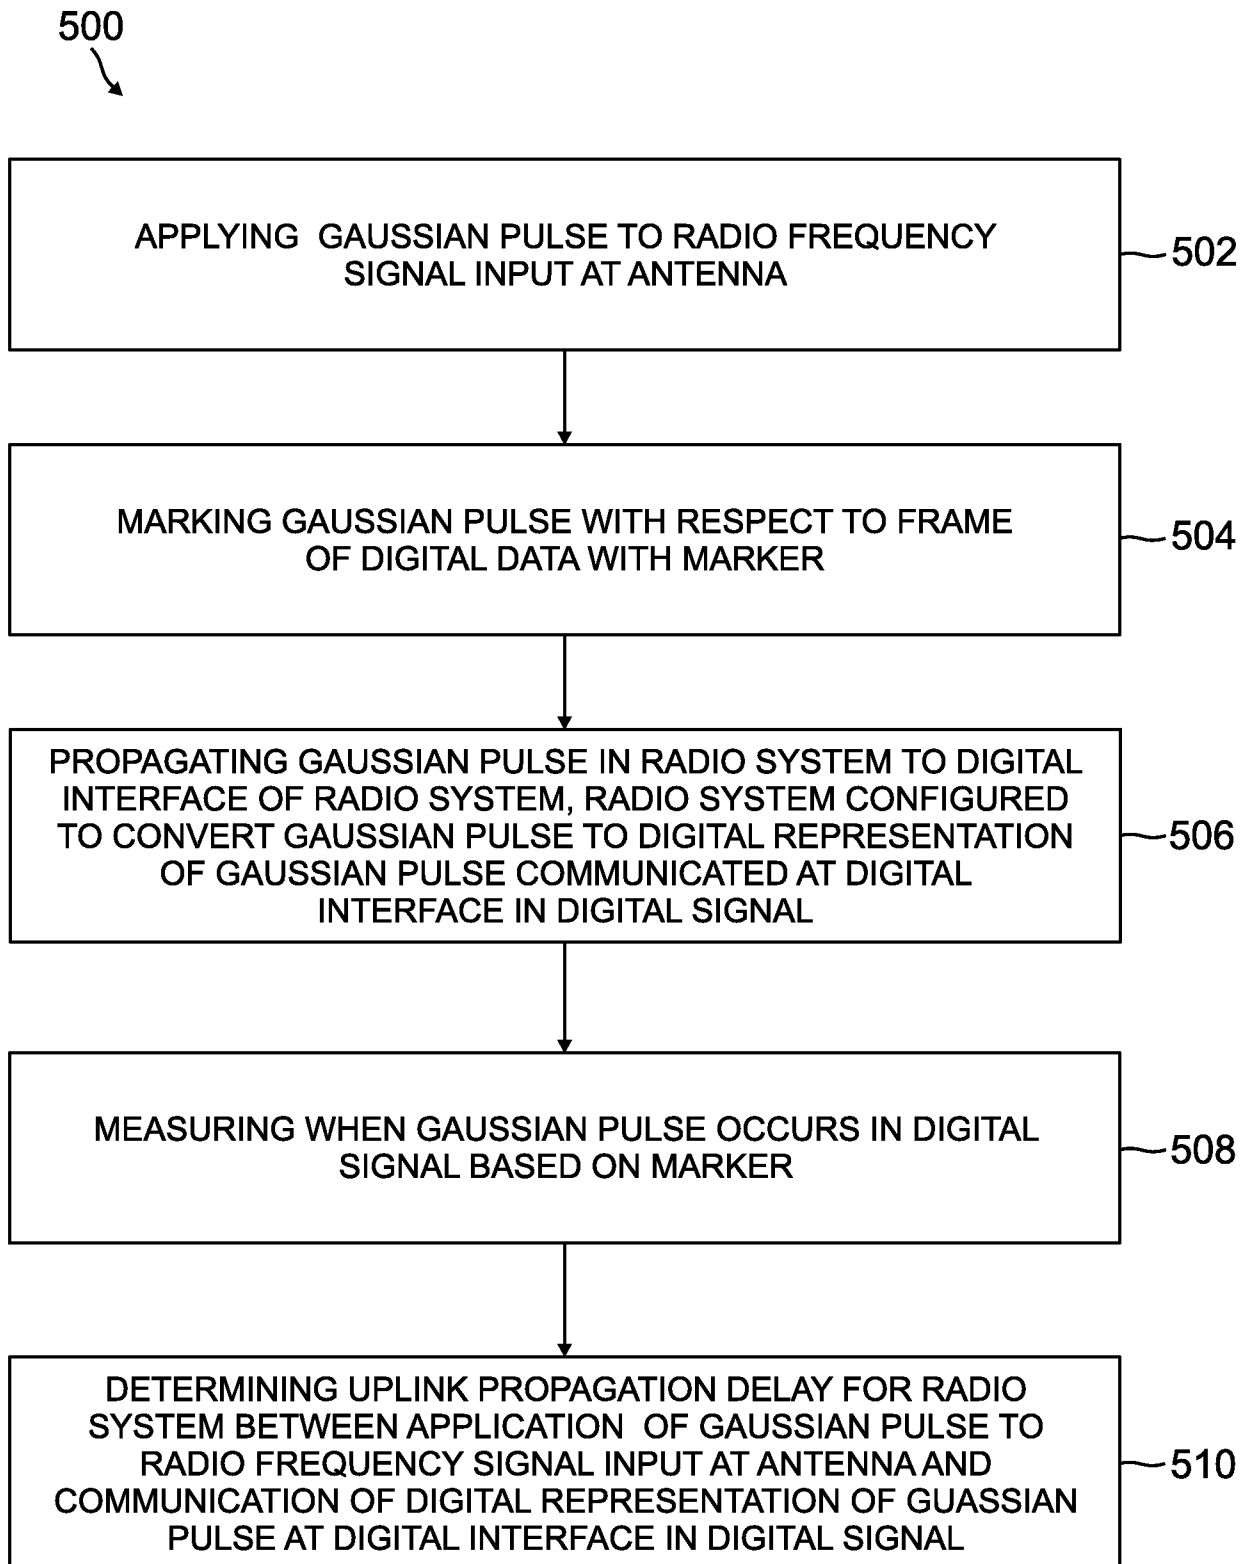 500
APPLYING GAUSSIAN PULSE TO RADIO FREQUENCY
SIGNAL INPUT AT ANTENNA
502
MARKING GAUSSIAN PULSE WITH RESPECT TO FRAME
OF DIGITAL DATA WITH MARKER
504
PROPAGATING GAUSSIAN PULSE IN RADIO SYSTEM TO DIGITAL
INTERFACE OF RADIO SYSTEM, RADIO SYSTEM CONFIGURED
TO CONVERT GAUSSIAN PULSE TO DIGITAL REPRESENTATION
OF GAUSSIAN PULSE COMMUNICATED AT DIGITAL
INTERFACE IN DIGITAL SIGNAL
506
MEASURING WHEN GAUSSIAN PULSE OCCURS IN DIGITAL
SIGNAL BASED ON MARKER
508
DETERMINING UPLINK PROPAGATION DELAY FOR RADIO
SYSTEM BETWEEN APPLICATION OF GAUSSIAN PULSE TO
RADIO FREQUENCY SIGNAL INPUT AT ANTENNA AND
COMMUNICATION OF DIGITAL REPRESENTATION OF GUASSIAN
PULSE AT DIGITAL INTERFACE IN DIGITAL SIGNAL
510